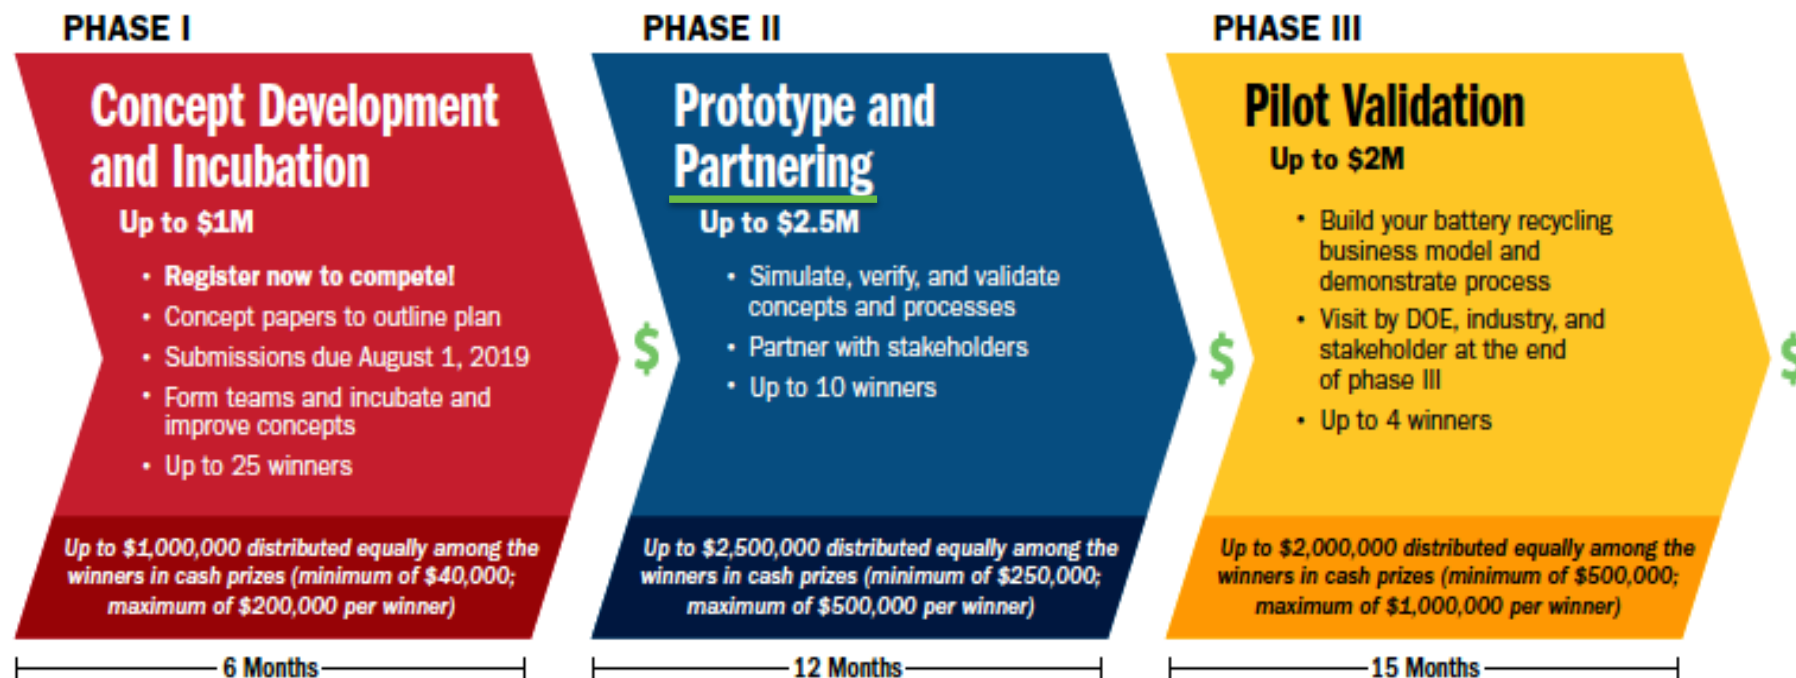 PHASE I
Concept Development
and Incubation
Up to $1M
• Register now to compete!
• Concept papers to outline plan
• Submissions due August 1, 2019
• Form teams and incubate and
improve concepts
• Up to 25 winners
Up to $1,000,000 distributed equally among the
winners in cash prizes (minimum of $40,000;
maximum of $200,000 per winner)
6 Months
$
PHASE II
Prototype and
Partnering
Up to $2.5M
• Simulate, verify, and validate
concepts and processes
• Partner with stakeholders
• Up to 10 winners
Up to $2,500,000 distributed equally among the
winners in cash prizes (minimum of $250,000;
maximum of $500,000 per winner)
12 Months
$
PHASE III
Pilot Validation
Up to $2M
• Build your battery recycling
business model and
demonstrate process
• Visit by DOE, industry, and
stakeholder at the end
of phase III
• Up to 4 winners
Up to $2,000,000 distributed equally among the
winners in cash prizes (minimum of $500,000;
maximum of $1,000,000 per winner)
15 Months
$